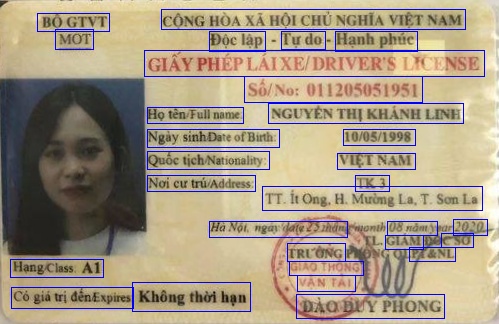 BỘ GTVT
MOT
CỘNG HÒA XÃ HỘI CHỦ NGHĨA VIỆT NAM
Độc lập - Tự do - Hạnh phúc
GIẤY PHÉP LÁI XE/ DRIVER'S LICENSE
Số/No: 011205051951
Họ tên/Full name: NGUYỄN THỊ KHÁNH LINH
Ngày sinh/Date of Birth: 10/05/1998
Quốc tịch/Nationality: VIỆT NAM
Nơi cư trú/Address: TK 3
TT. Ít Ong, H. Mường La, T. Sơn La
Hà Nội, ngày/date 25 tháng/month 08 năm/year 2020
TL. GIÁM ĐỐC SỞ
TRƯỞNG PHÒNG QLPT&NL
GIAO THÔNG
VẬN TẢI
Hạng/Class: A1
Có giá trị đến/Expires: Không thời hạn
ĐÀO DUY PHONG